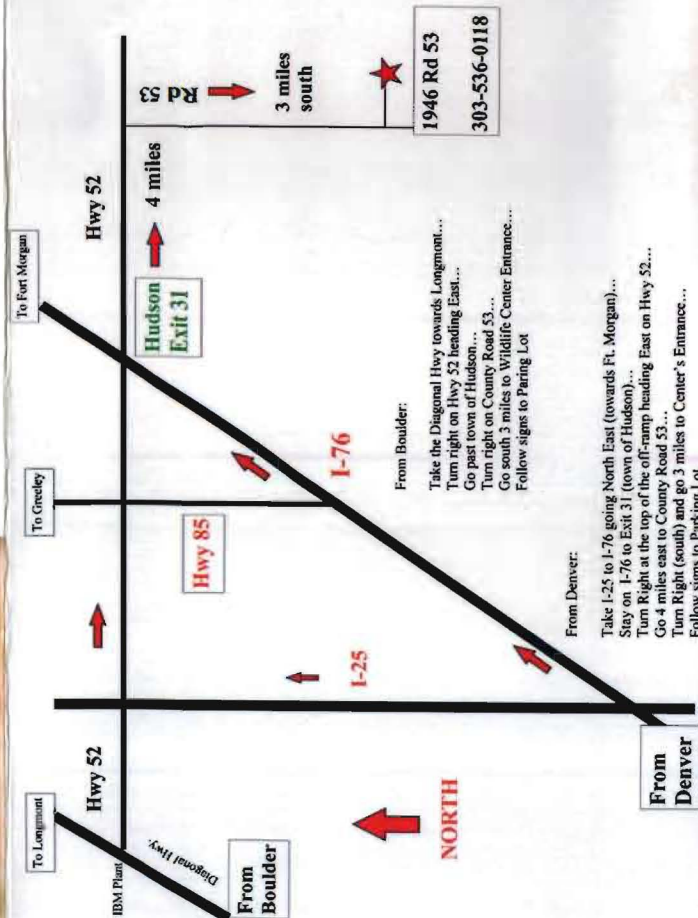 To Longmont
To Greeley
To Fort Morgan
Hwy 52
Hwy 52
IBM Plant
Diagonal Hwy.
From
Boulder
Hwy 85
Hudson
Exit 31
4 miles
Rd 53
3 miles
south
1946 Rd 53
303-536-0118
I-25
I-76
NORTH
From
Denver
From Boulder:
Take the Diagonal Hwy towards Longmont...
Turn right on Hwy 52 heading East...
Go past town of Hudson...
Turn right on County Road 53...
Go south 3 miles to Wildlife Center Entrance...
Follow signs to Paring Lot
From Denver:
Take I-25 to I-76 going North East (towards Ft. Morgan)...
Stay on I-76 to Exit 31 (town of Hudson)...
Turn Right at the top of the off-ramp heading East on Hwy 52...
Go 4 miles east to County Road 53...
Turn Right (south) and go 3 miles to Center's Entrance...
Follow signs to Parking Lot